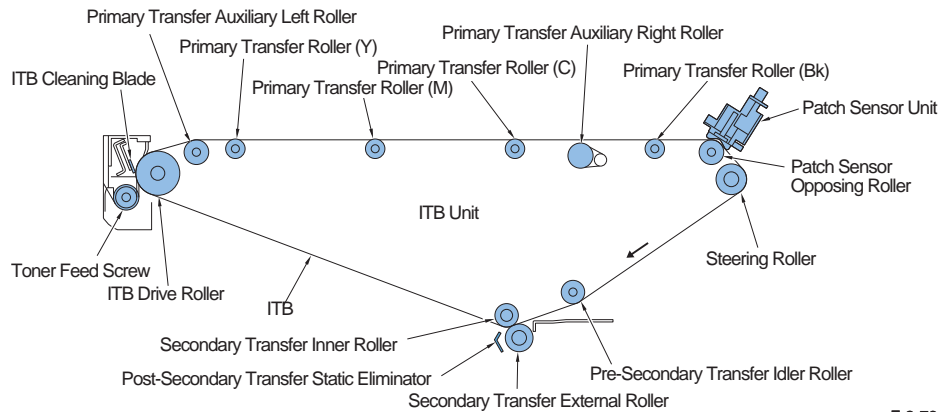 Primary Transfer Auxiliary Left Roller
Primary Transfer Roller (Y)
Primary Transfer Auxiliary Right Roller
ITB Cleaning Blade
Primary Transfer Roller (C)
Primary Transfer Roller (Bk)
Primary Transfer Roller (M)
Patch Sensor Unit
Patch Sensor
Opposing Roller
ITB Unit
Steering Roller
Toner Feed Screw
ITB Drive Roller
ITB
Secondary Transfer Inner Roller
Post-Secondary Transfer Static Eliminator
Pre-Secondary Transfer Idler Roller
Secondary Transfer External Roller